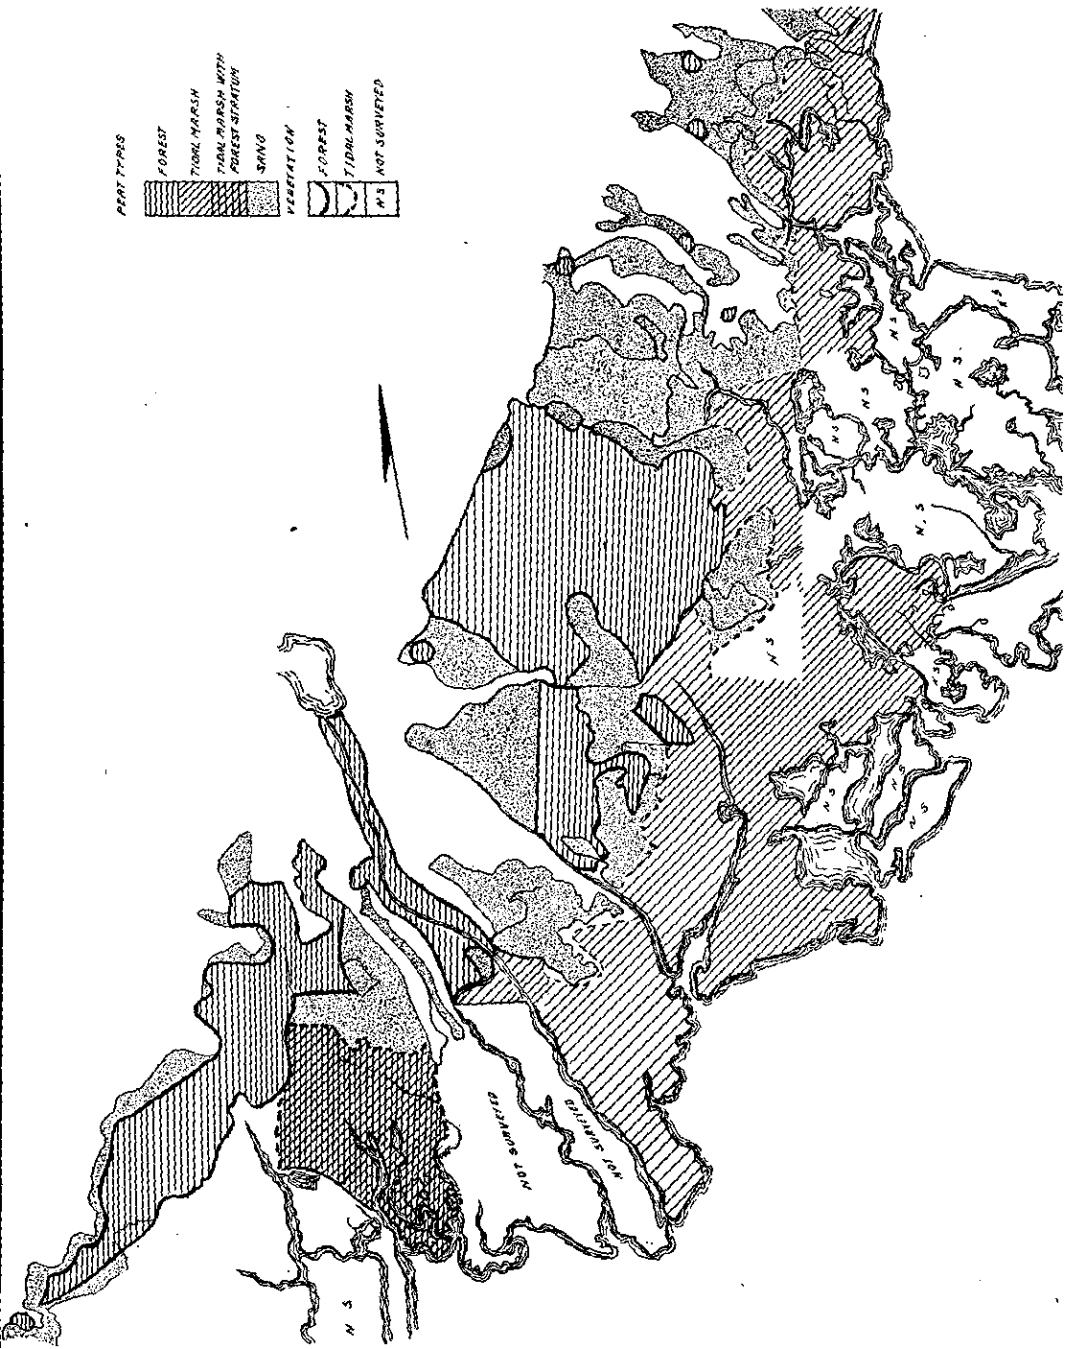 PEAT TYPES
FOREST
TIDAL MARSH
TIDAL MARSH WITH
FOREST STRATUM
SAND
VEGETATION
FOREST
TIDAL MARSH
N S NOT SURVEYED
N S
N S
N S
N S
N S
N. S
N S
N S
N S
N S
N S
NOT SURVEYED
NOT SURVEYED
N S